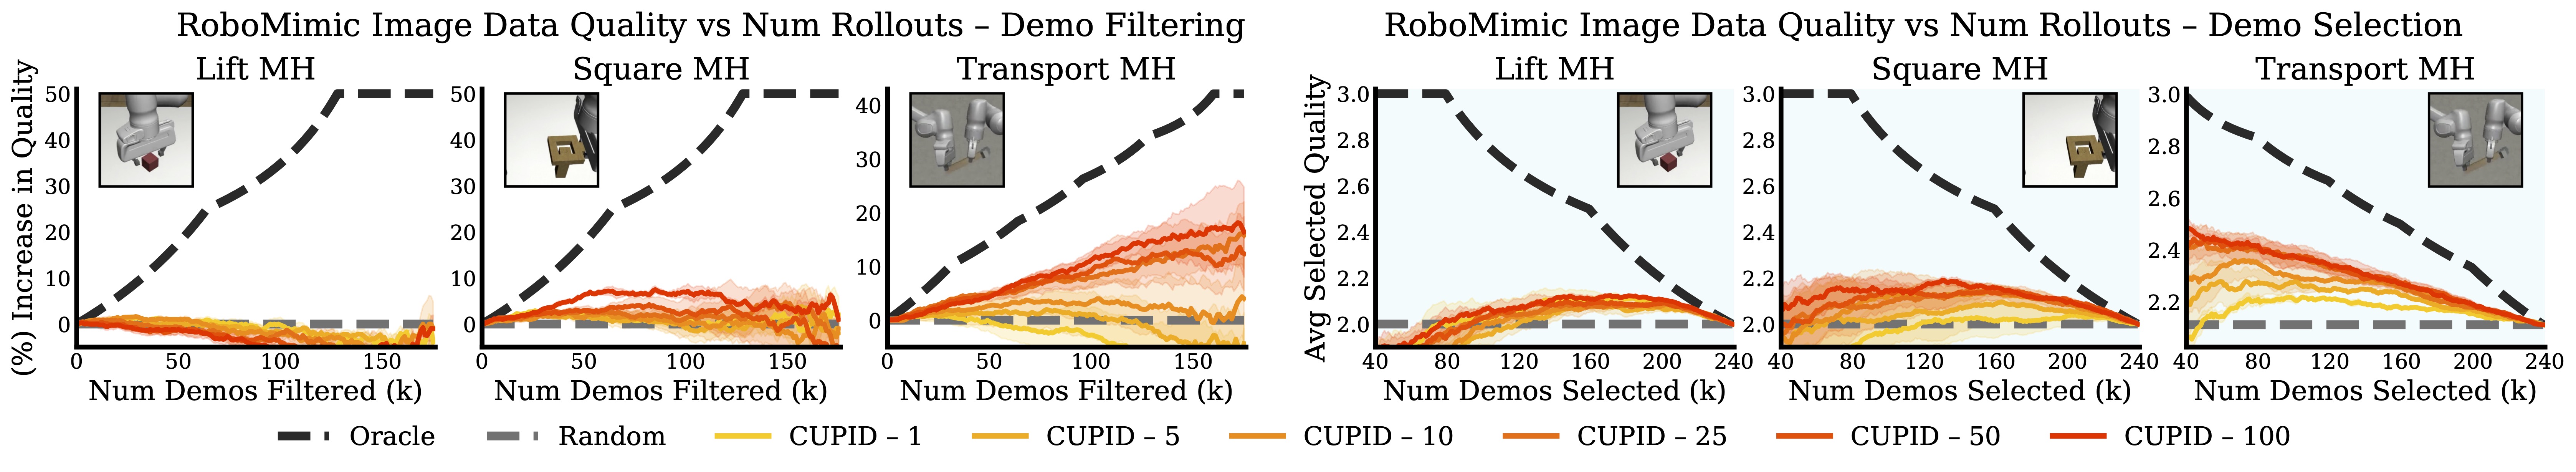 RoboMimic Image Data Quality vs Num Rollouts – Demo Filtering
Lift MH
Square MH
Transport MH
(%) Increase in Quality
50
40
30
20
10
0
0 50 100 150
Num Demos Filtered (k)
50
40
30
20
10
0
0 50 100 150
Num Demos Filtered (k)
40
30
20
10
0
0 50 100 150
Num Demos Filtered (k)
RoboMimic Image Data Quality vs Num Rollouts – Demo Selection
Lift MH
Square MH
Transport MH
Avg Selected Quality
3.0
2.8
2.6
2.4
2.2
2.0
40 80 120 160 200 240
Num Demos Selected (k)
3.0
2.8
2.6
2.4
2.2
2.0
40 80 120 160 200 240
Num Demos Selected (k)
3.0
2.8
2.6
2.4
2.2
40 80 120 160 200 240
Num Demos Selected (k)
Oracle Random CUPID – 1 CUPID – 5 CUPID – 10 CUPID – 25 CUPID – 50 CUPID – 100